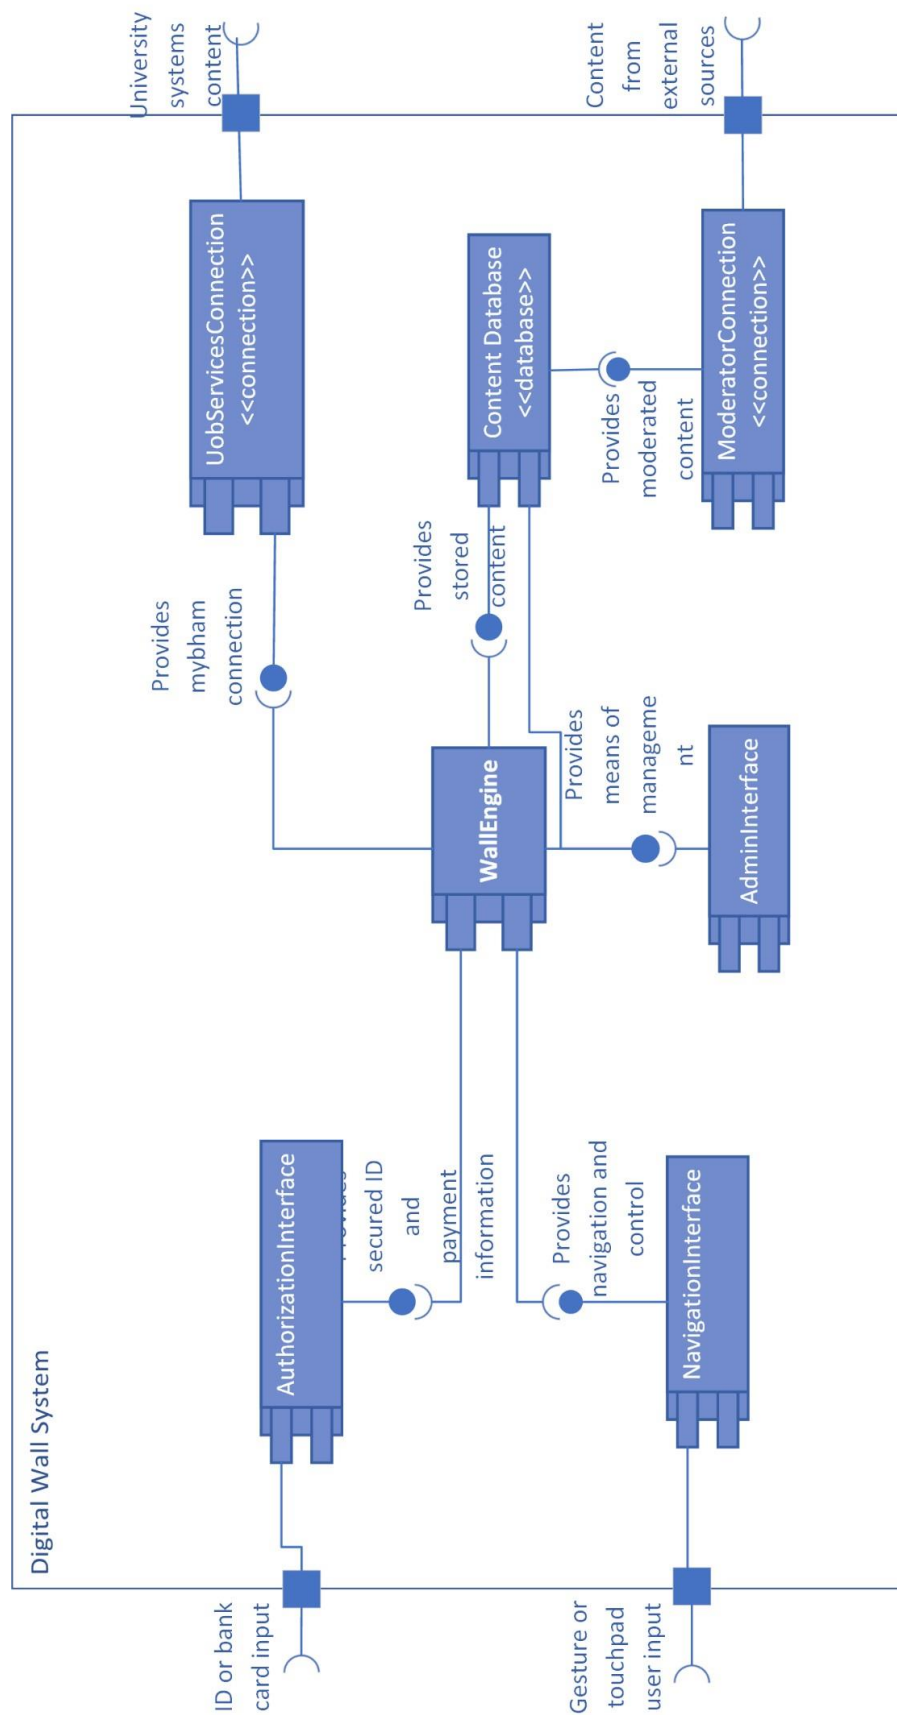 Digital Wall System
ID or bank
card input
Gesture or
touchpad
user input
AuthorizationInterface
Provides
secured ID
and
payment
information
Provides
navigation and
control
NavigationInterface
WallEngine
Provides
mybham
connection
Provides
stored
content
Provides
means of
manageme
nt
AdminInterface
UobServicesConnection
<<connection>>
Content Database
<<database>>
Provides
moderated
content
ModeratorConnection
<<connection>>
University
systems
content
Content
from
external
sources